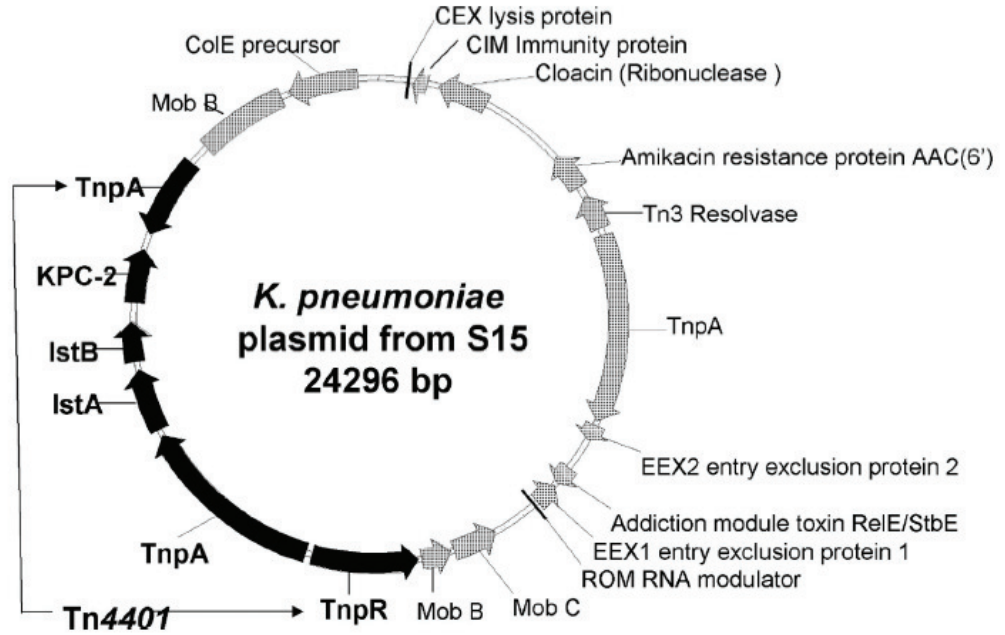 CEX lysis protein
CIM Immunity protein
Cloacin (Ribonuclease )
ColE precursor
Mob B
Amikacin resistance protein AAC(6’)
TnpA
Tn3 Resolvase
KPC-2
K. pneumoniae
plasmid from S15
24296 bp
TnpA
IstB
IstA
EEX2 entry exclusion protein 2
Addiction module toxin RelE/StbE
EEX1 entry exclusion protein 1
ROM RNA modulator
TnpA
Tn4401
TnpR
Mob B
Mob C